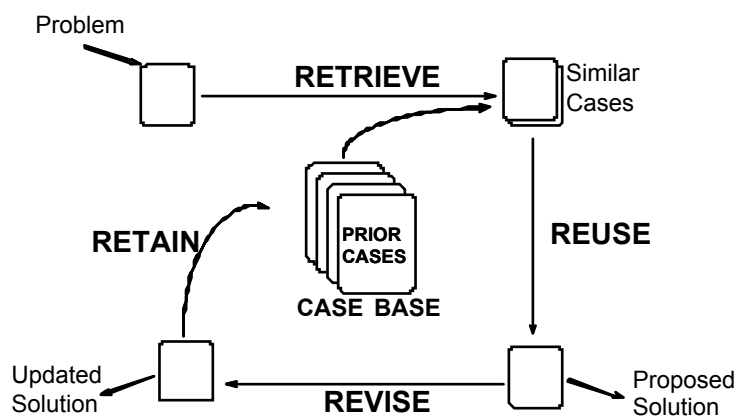 Problem
RETRIEVE
Similar
Cases
RETAIN
PRIOR
CASES
REUSE
CASE BASE
Updated
Solution
REVISE
Proposed
Solution